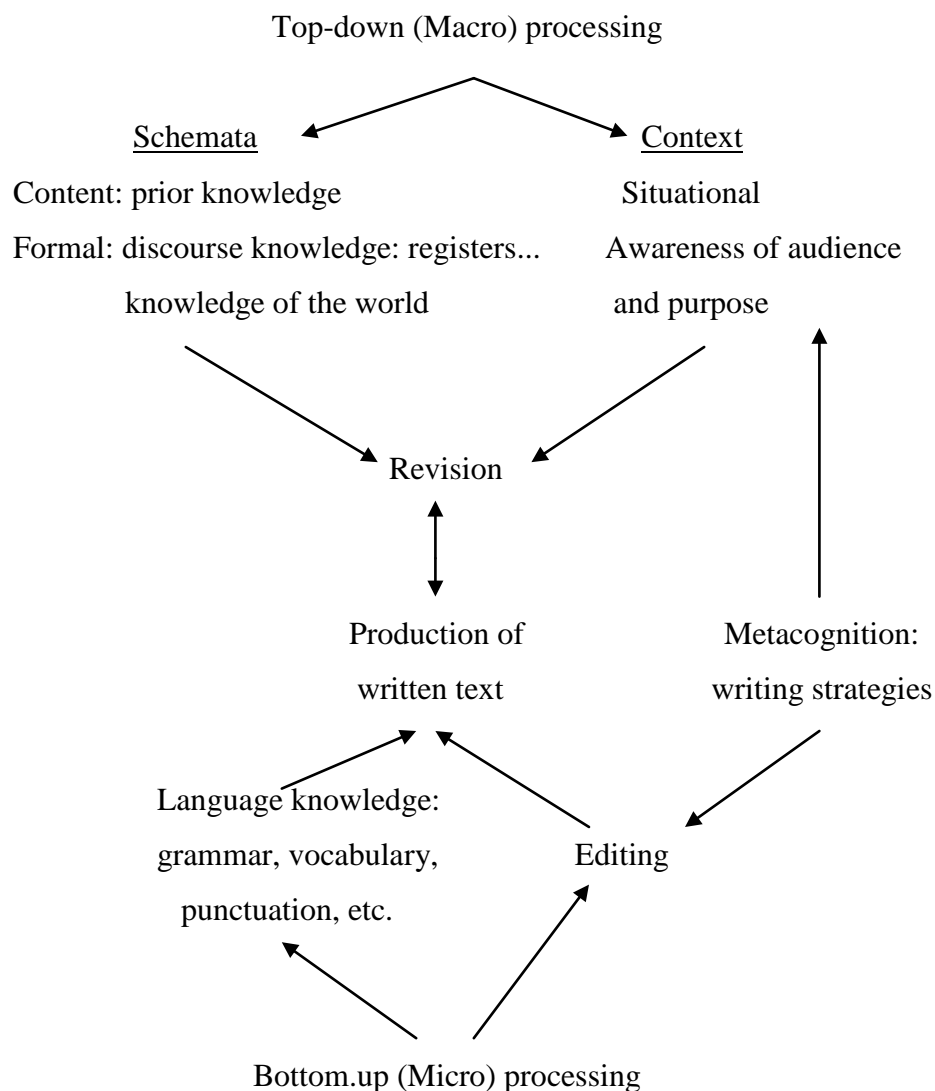 Top-down (Macro) processing
Schemata
Context
Content: prior knowledge
Situational
Formal: discourse knowledge: registers...
Awareness of audience
knowledge of the world
and purpose
Revision
Production of
Metacognition:
written text
writing strategies
Language knowledge:
grammar, vocabulary,
Editing
punctuation, etc.
Bottom.up (Micro) processing